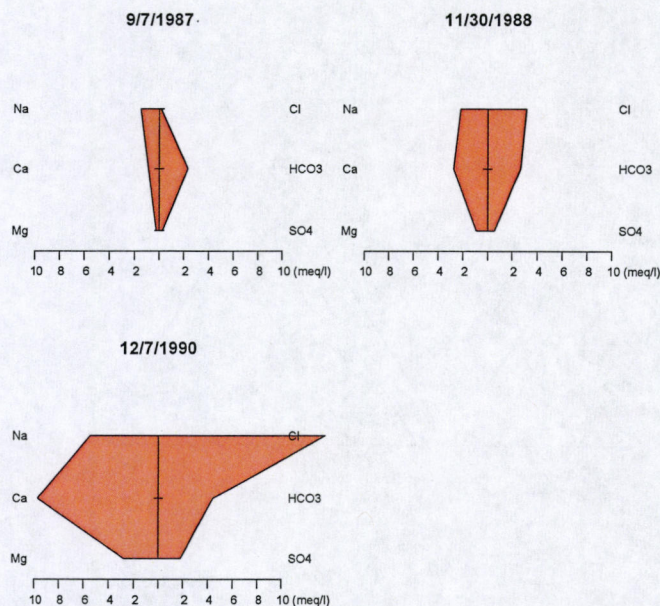 9/7/1987
11/30/1988
Na Cl Na Cl
Ca HCO3 Ca HCO3
Mg SO4 Mg SO4
10 8 6 4 2 2 4 6 8 10 (meq/l) 10 8 6 4 2 2 4 6 8 10 (meq/l)
12/7/1990
Na Cl
Ca HCO3
Mg SO4
10 8 6 4 2 2 4 6 8 10 (meq/l)